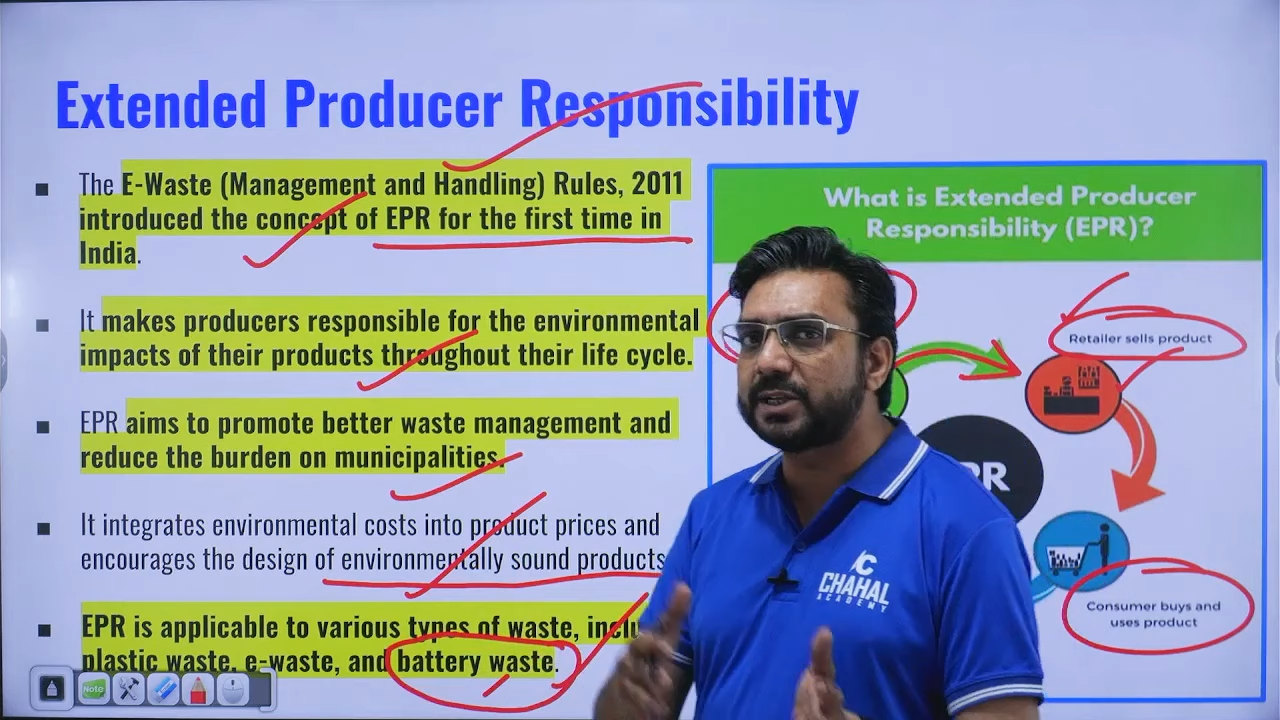 Extended Producer Responsibility
The E-Waste (Management and Handling) Rules, 2011
introduced the concept of EPR for the first time in
India.
It makes producers responsible for the environmental
impacts of their products throughout their life cycle.
EPR aims to promote better waste management and
reduce the burden on municipalities.
It integrates environmental costs into product prices and
encourages the design of environmentally sound products
EPR is applicable to various types of waste,
plastic waste, e-waste, and battery waste.
Note
What is Extended Producer
Responsibility (EPR)?
Retailer sells product
Consumer buys and
uses product
CHAHAL
ACADEMY